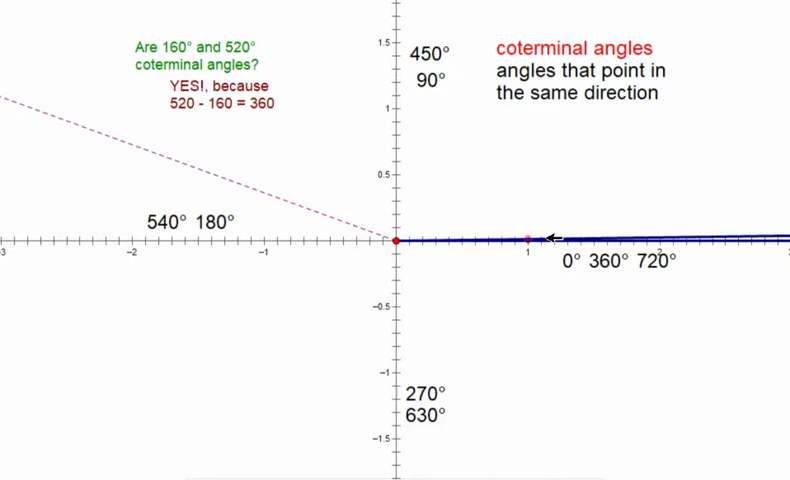 Are 160° and 520°
coterminal angles?
YES!, because
520 - 160 = 360
coterminal angles
angles that point in
the same direction
1.5
450°
90°
1
0.5
540° 180°
-3
-2
-1
1
2
3
0° 360° 720°
-0.5
-1
270°
630°
-1.5